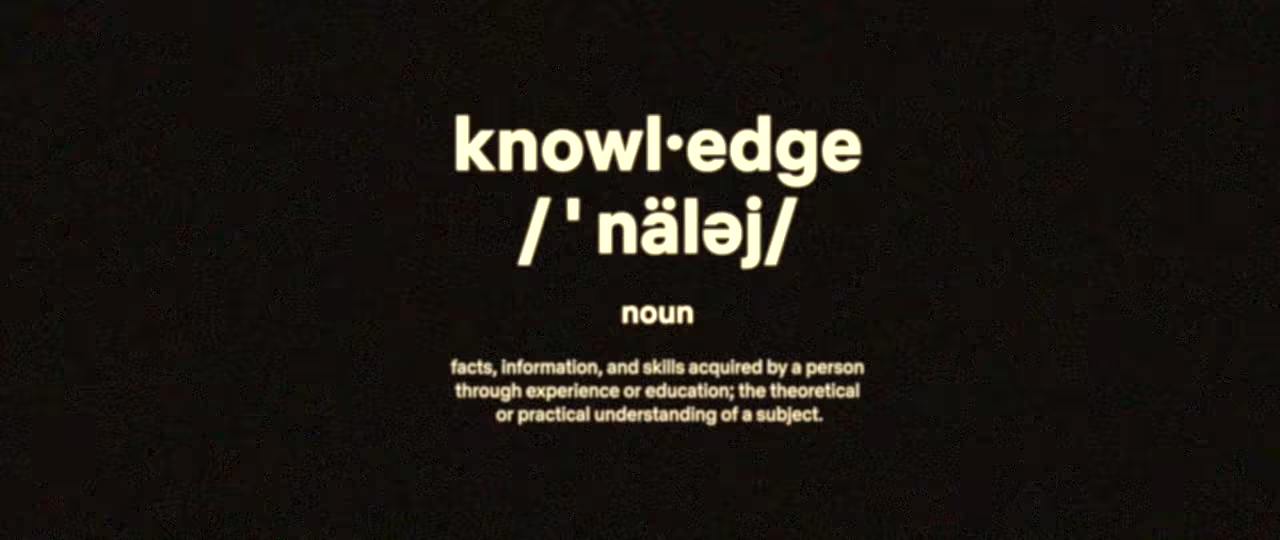 knowl·edge
/ˈnäləj/
noun
facts, information, and skills acquired by a person
through experience or education; the theoretical
or practical understanding of a subject.